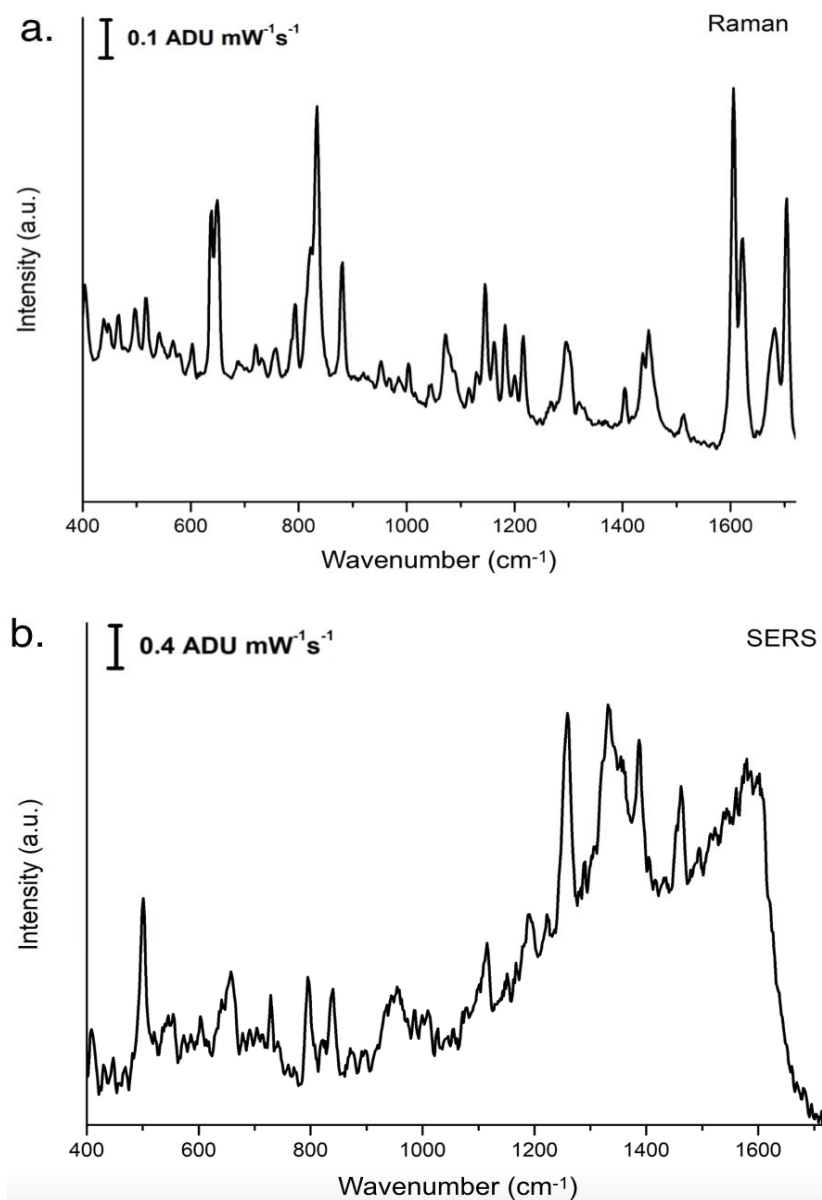 a.
0.1 ADU mW⁻¹s⁻¹
Raman
Intensity (a.u.)
400 600 800 1000 1200 1400 1600
Wavenumber (cm⁻¹)
b.
0.4 ADU mW⁻¹s⁻¹
SERS
Intensity (a.u.)
400 600 800 1000 1200 1400 1600
Wavenumber (cm⁻¹)